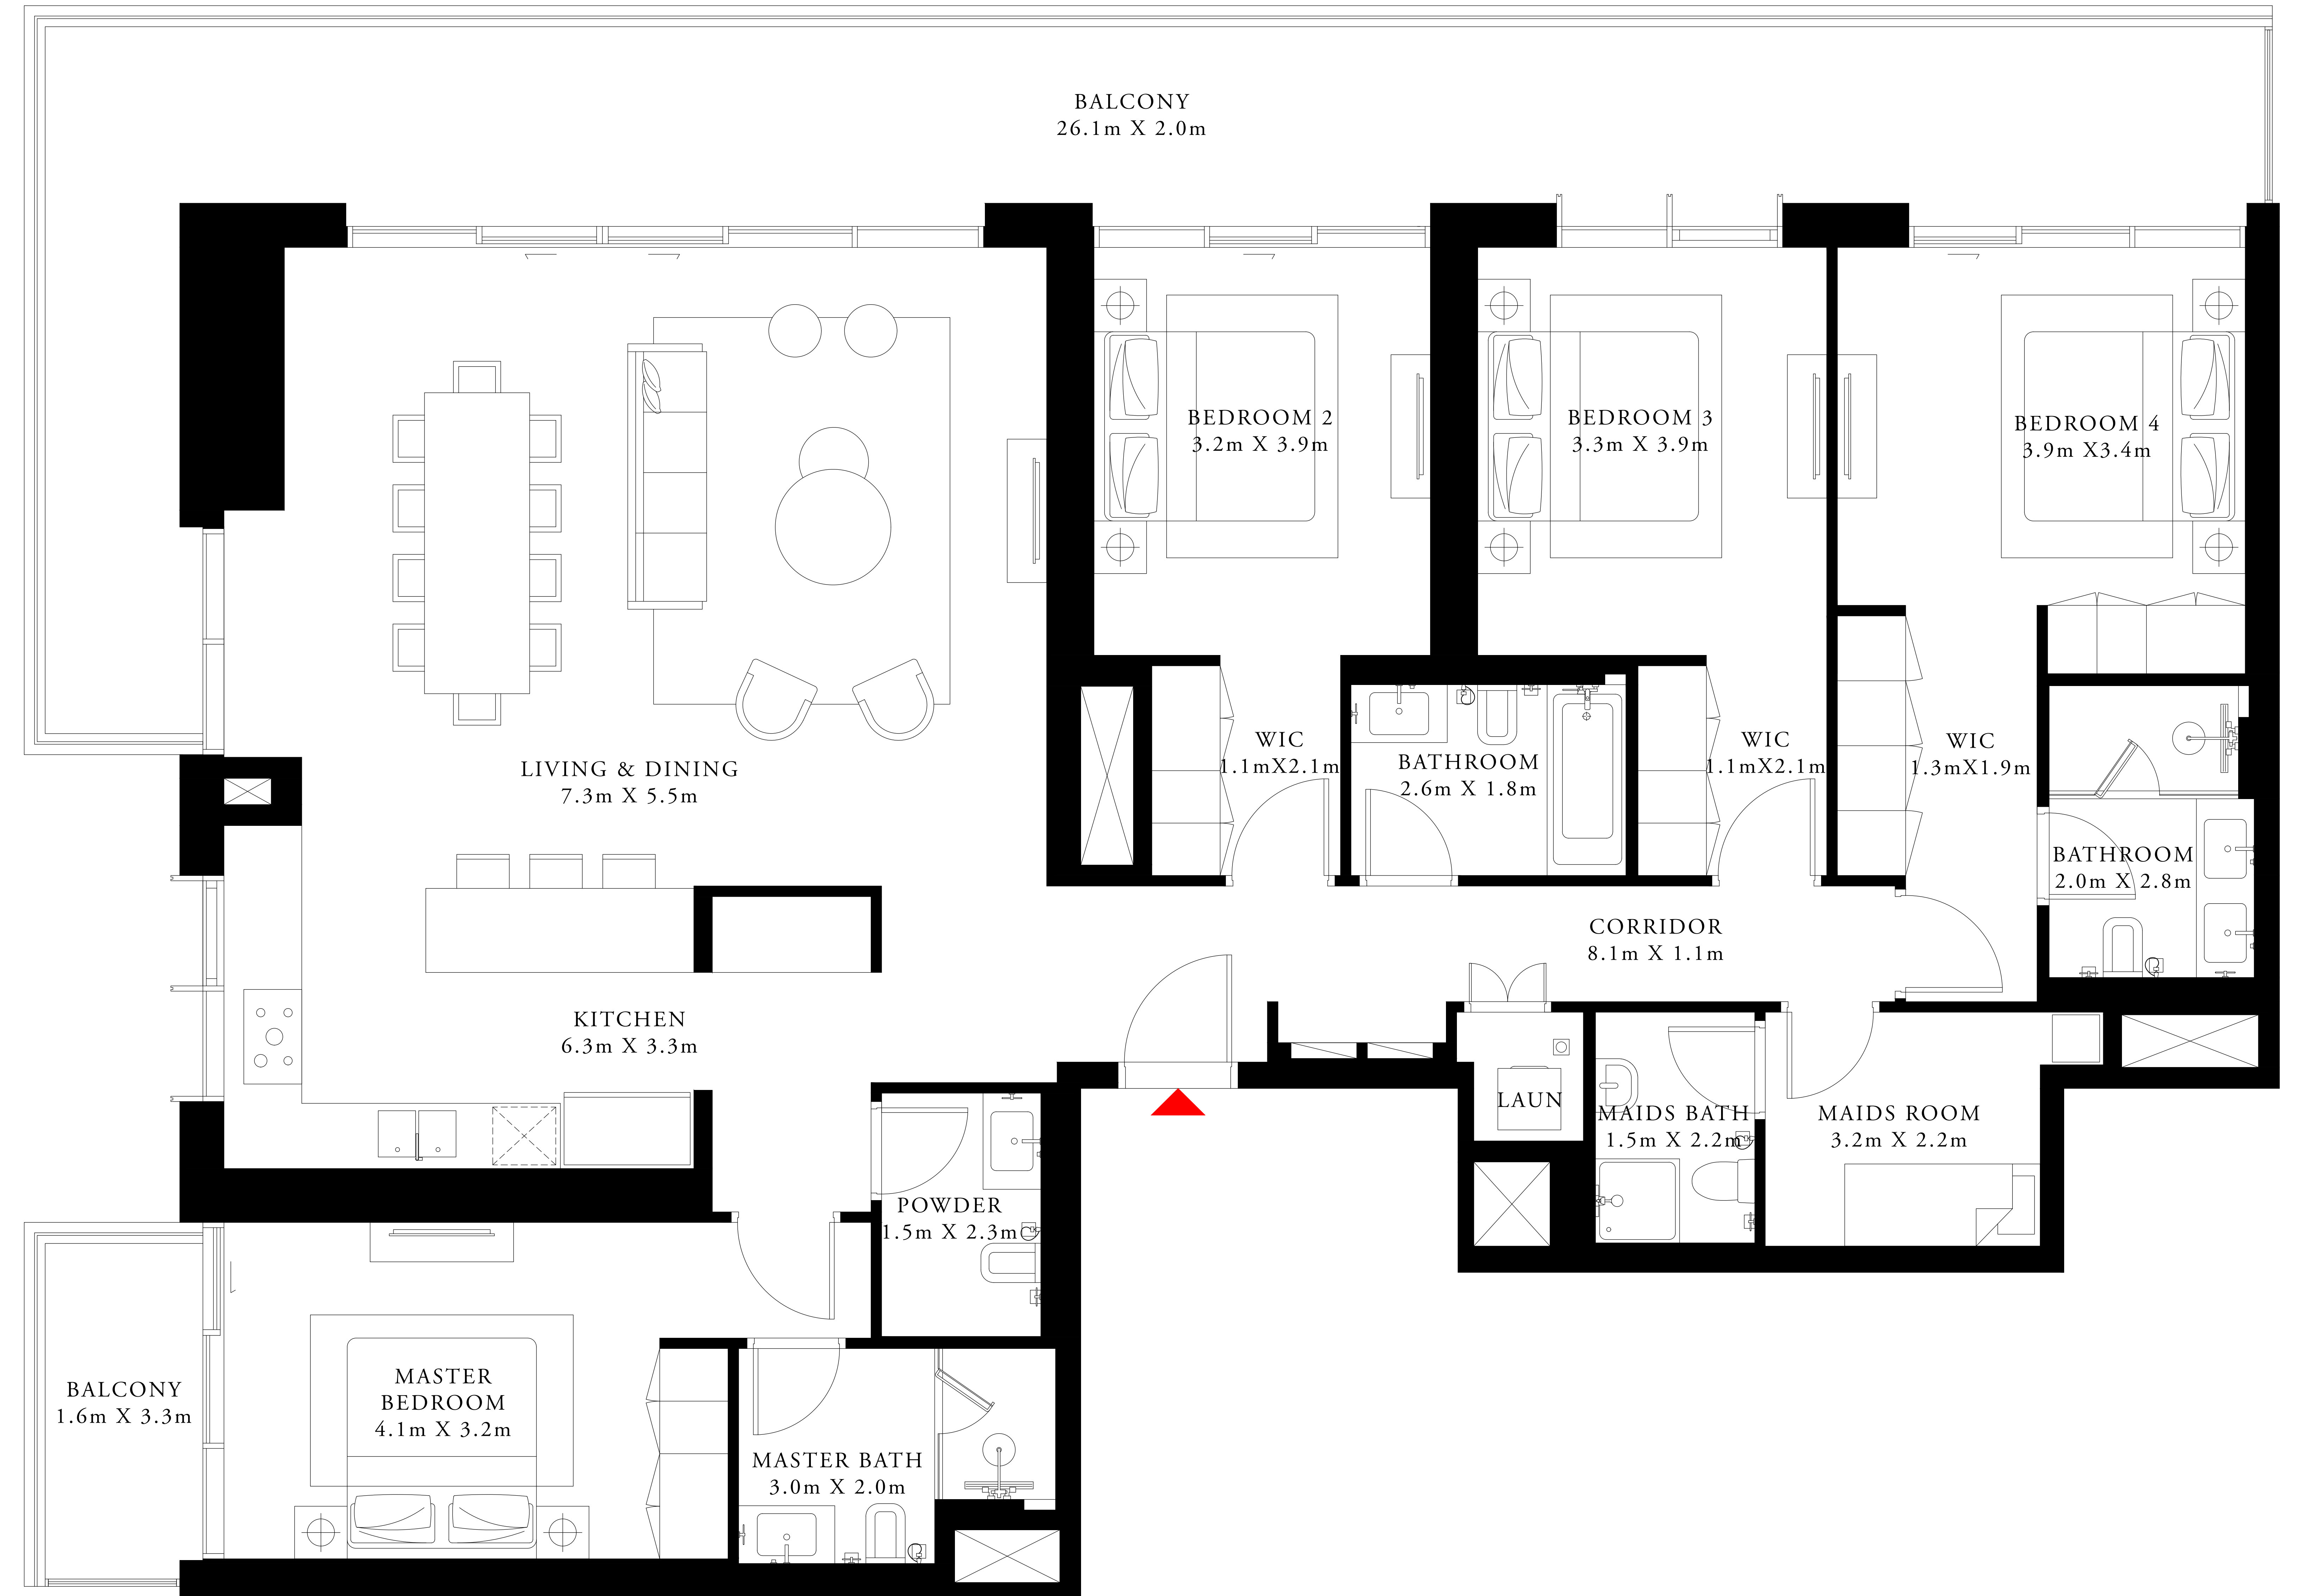 BALCONY
26.1m X 2.0m
BEDROOM 2
3.2m X 3.9m
BEDROOM 3
3.3m X 3.9m
BEDROOM 4
3.9m X3.4m
LIVING & DINING
7.3m X 5.5m
WIC
1.1mX2.1m
BATHROOM
2.6m X 1.8m
WIC
1.1mX2.1m
WIC
1.3mX1.9m
BATHROOM
2.0m X 2.8m
CORRIDOR
8.1m X 1.1m
KITCHEN
6.3m X 3.3m
LAUN
MAIDS BATH
1.5m X 2.2m
MAIDS ROOM
3.2m X 2.2m
POWDER
1.5m X 2.3m
BALCONY
1.6m X 3.3m
MASTER
BEDROOM
4.1m X 3.2m
MASTER BATH
3.0m X 2.0m